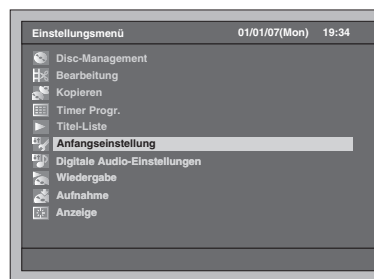 Einstellungsmenü 01/01/07(Mon) 19:34
Disc-Management
Bearbeitung
Kopieren
Timer Progr.
Titel-Liste
Anfangseinstellung
Digitale Audio-Einstellungen
Wiedergabe
Aufnahme
Anzeige